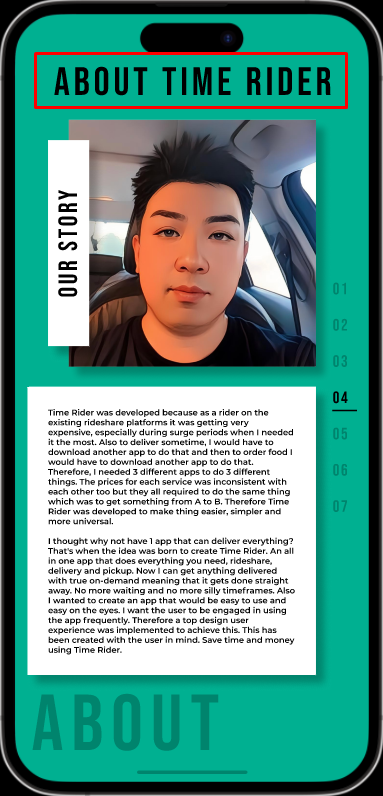 ABOUT TIME RIDER
OUR STORY
01
02
03
04
05
06
07
Time Rider was developed because as a rider on the
existing rideshare platforms it was getting very
expensive, especially during surge periods when I needed
it the most. Also to deliver sometime, I would have to
download another app to do that and then to order food I
would have to download another app to do that.
Therefore, I needed 3 different apps to do 3 different
things. The prices for each service was inconsistent with
each other too but they all required to do the same thing
which was to get something from A to B. Therefore Time
Rider was developed to make thing easier, simpler and
more universal.
I thought why not have 1 app that can deliver everything?
That's when the idea was born to create Time Rider. An all
in one app that does everything you need, rideshare,
delivery and pickup. Now I can get anything delivered
with true on-demand meaning that it gets done straight
away. No more waiting and no more silly timeframes. Also
I wanted to create an app that would be easy to use and
easy on the eyes. I want the user to be engaged in using
the app frequently. Therefore a top design user
experience was implemented to achieve this. This has
been created with the user in mind. Save time and money
using Time Rider.
ABOUT